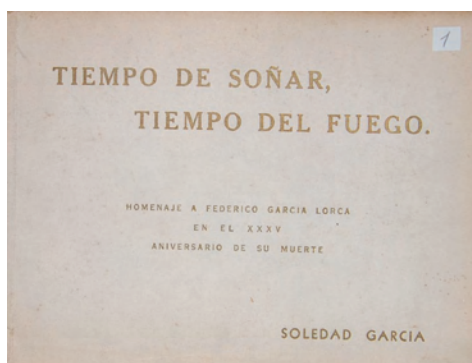 1
TIEMPO DE SOÑAR,
TIEMPO DEL FUEGO.
HOMENAJE A FEDERICO GARCIA LORCA
EN EL XXXV
ANIVERSARIO DE SU MUERTE
SOLEDAD GARCIA